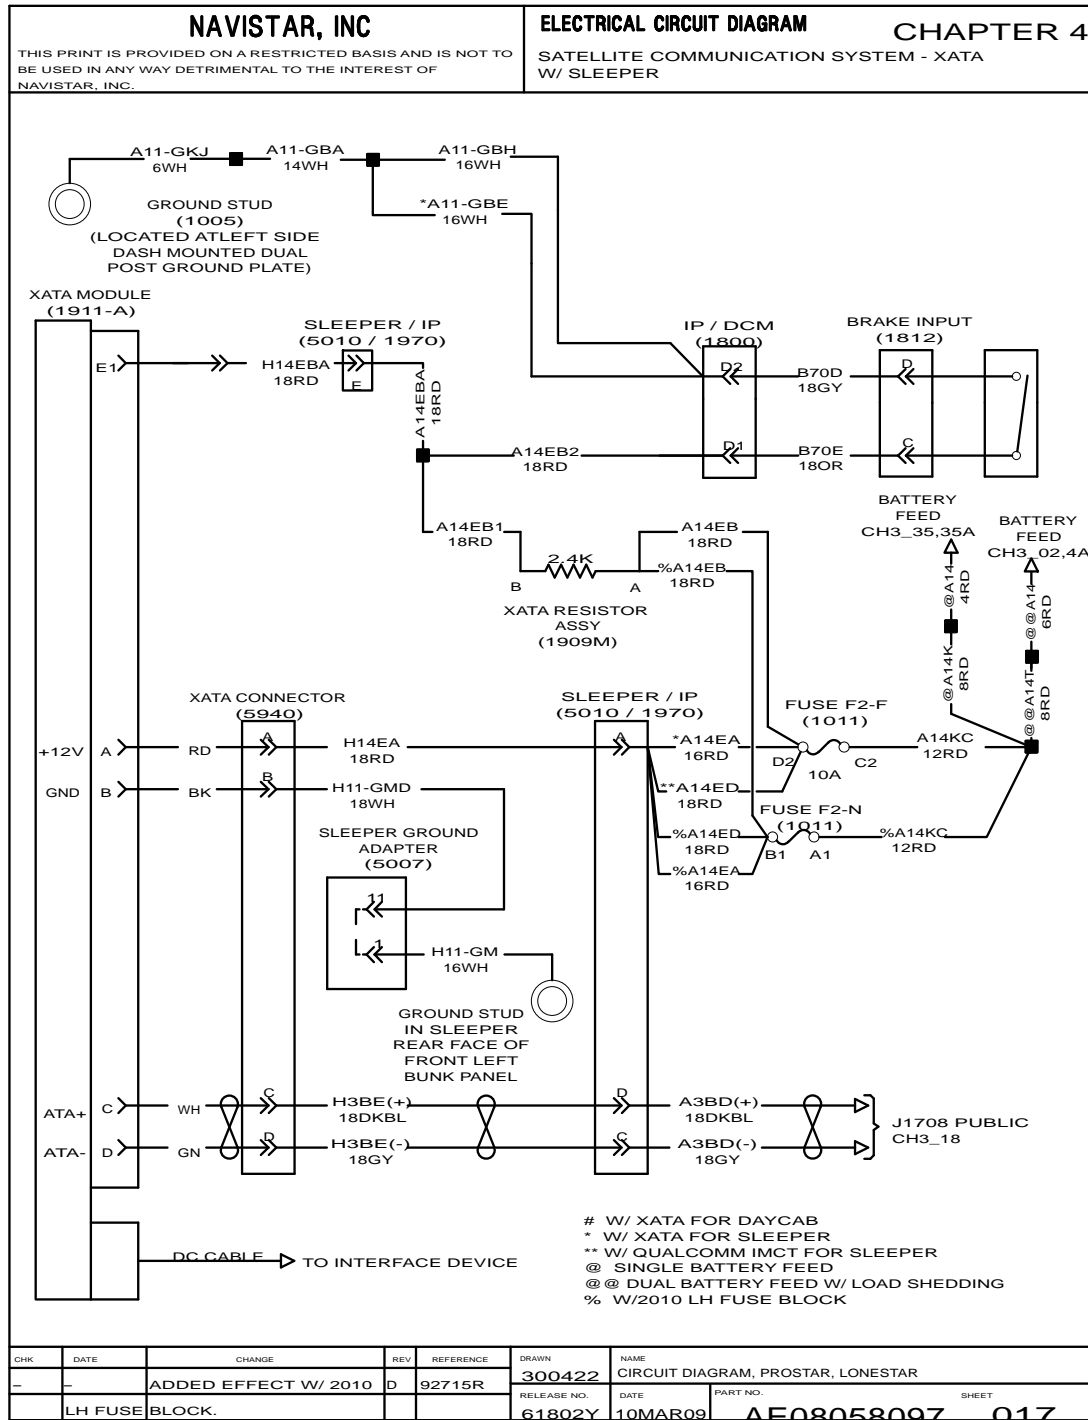 NAVISTAR, INC
THIS PRINT IS PROVIDED ON A RESTRICTED BASIS AND IS NOT TO
BE USED IN ANY WAY DETRIMENTAL TO THE INTEREST OF
NAVISTAR, INC.
ELECTRICAL CIRCUIT DIAGRAM
CHAPTER 4
SATELLITE COMMUNICATION SYSTEM - XATA
W/ SLEEPER
A11-GKJ
6WH
A11-GBA
14WH
A11-GBH
16WH
*A11-GBE
16WH
GROUND STUD
(1005)
(LOCATED ATLEFT SIDE
DASH MOUNTED DUAL
POST GROUND PLATE)
XATA MODULE
(1911-A)
SLEEPER / IP
(5010 / 1970)
IP / DCM
(1800)
BRAKE INPUT
(1812)
E1
H14EBA
18RD
E
A14EBA
18RD
D2
B70D
18GY
D
A14EB2
18RD
D1
B70E
18OR
C
BATTERY
FEED
CH3_35,35A
BATTERY
FEED
CH3_02,4A
A14EB1
18RD
A14EB
18RD
2.4K
B
A
%A14EB
18RD
@A14
4RD
@@A14
6RD
XATA RESISTOR
ASSY
(1909M)
@A14K
8RD
@@A14T
8RD
XATA CONNECTOR
(5940)
SLEEPER / IP
(5010 / 1970)
FUSE F2-F
(1011)
+12V
A
RD
A
H14EA
18RD
A
*A14EA
16RD
D2
10A
C2
A14KC
12RD
GND
B
BK
B
H11-GMD
18WH
**A14ED
18RD
FUSE F2-N
(1011)
SLEEPER GROUND
ADAPTER
(5007)
%A14ED
18RD
B1
A1
%A14KC
12RD
%A14EA
16RD
11
1
H11-GM
16WH
GROUND STUD
IN SLEEPER
REAR FACE OF
FRONT LEFT
BUNK PANEL
ATA+
C
WH
C
H3BE(+)
18DKBL
D
A3BD(+)
18DKBL
J1708 PUBLIC
CH3_18
ATA-
D
GN
D
H3BE(-)
18GY
C
A3BD(-)
18GY
DC CABLE
TO INTERFACE DEVICE
# W/ XATA FOR DAYCAB
* W/ XATA FOR SLEEPER
** W/ QUALCOMM IMCT FOR SLEEPER
@ SINGLE BATTERY FEED
@@ DUAL BATTERY FEED W/ LOAD SHEDDING
% W/2010 LH FUSE BLOCK
CHK DATE CHANGE REV REFERENCE
– – ADDED EFFECT W/ 2010 D 92715R
LH FUSE BLOCK.
DRAWN
300422
NAME
CIRCUIT DIAGRAM, PROSTAR, LONESTAR
RELEASE NO.
61802Y
DATE
10MAR09
PART NO.
AE08058097
SHEET
017